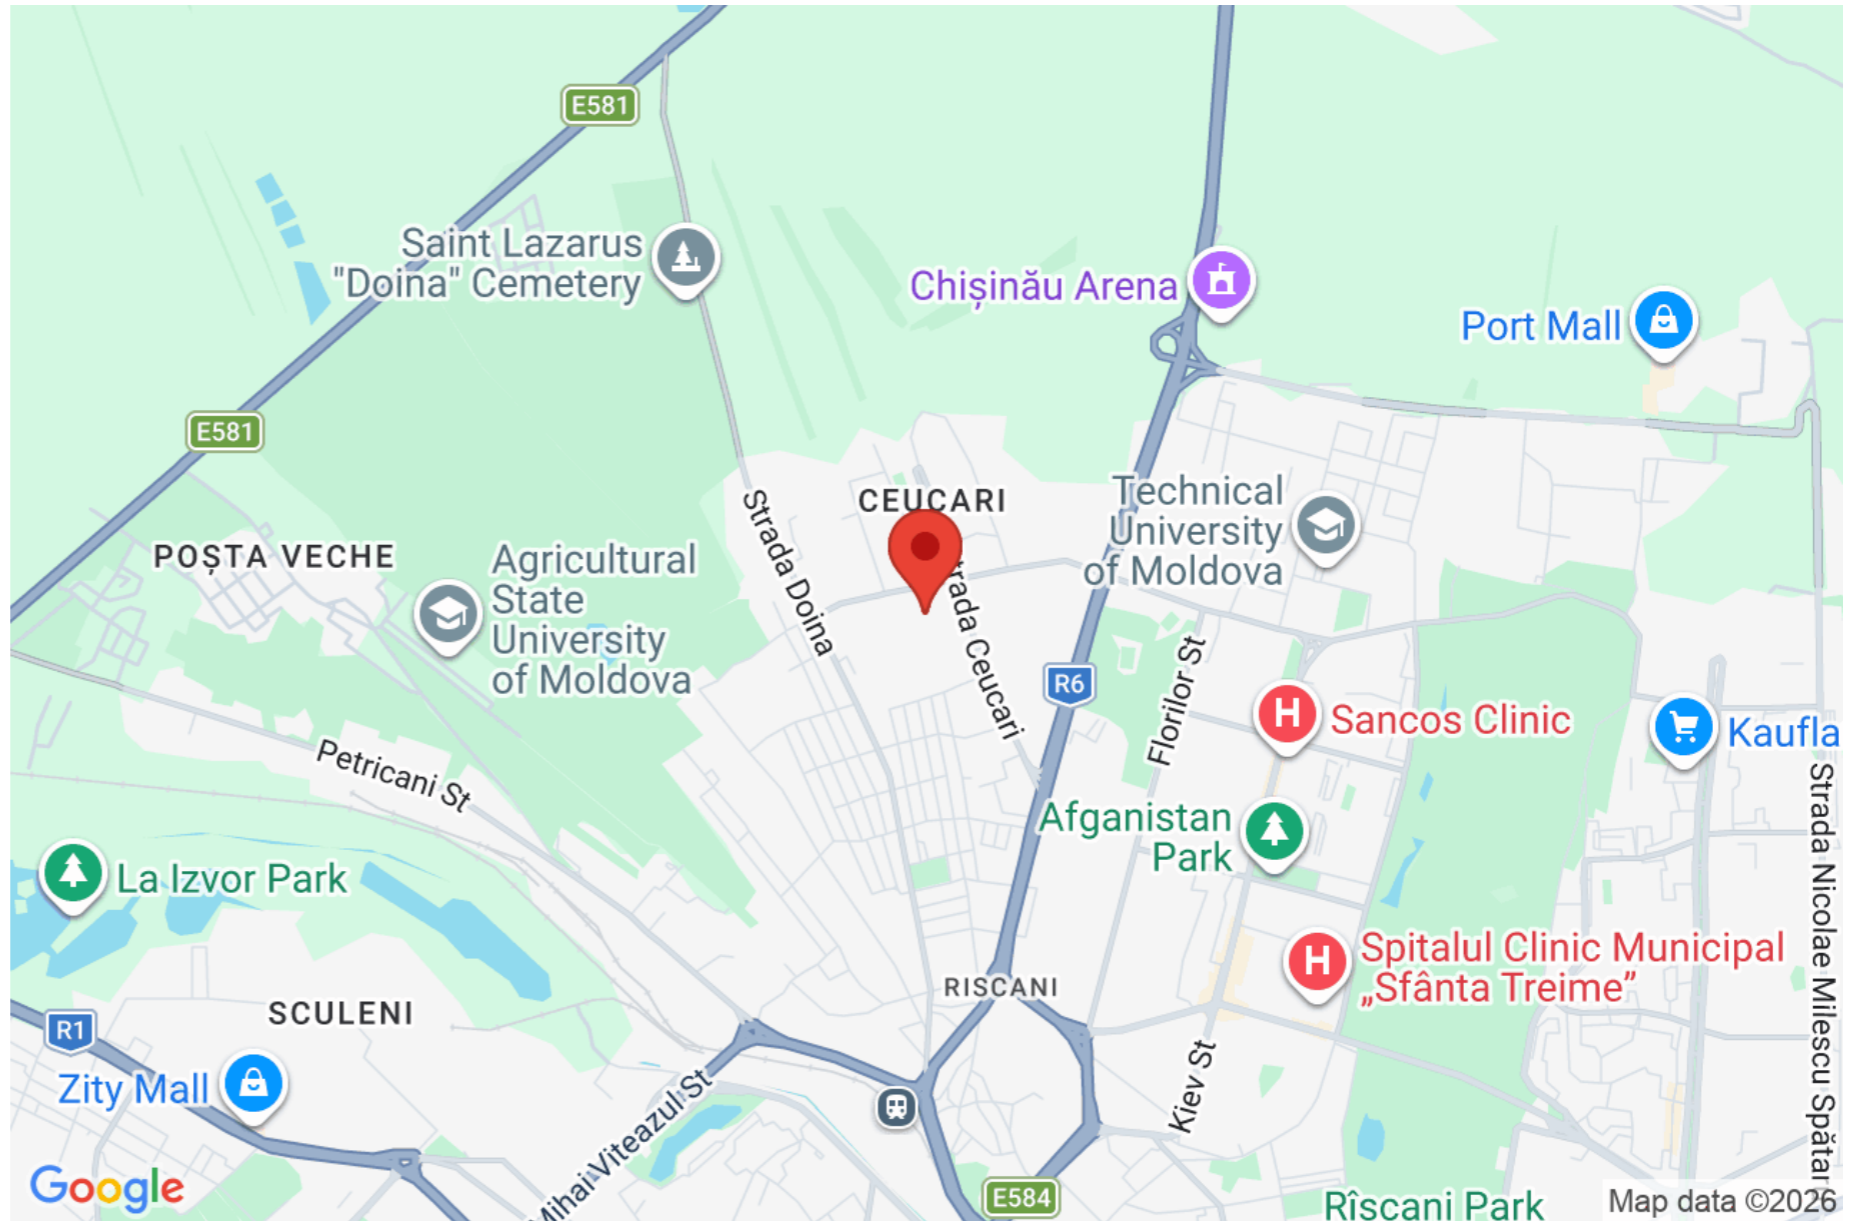 E581
Saint Lazarus
"Doina" Cemetery
Chișinău Arena
Port Mall
E581
CEUCARI
Technical
University
of Moldova
POȘTA VECHE
Agricultural
State
University
of Moldova
Strada Doina
trada Ceucari
R6
Florilor St
Sancos Clinic
Kaufla
Petricani St
Afganistan
Park
La Izvor Park
Strada Nicolae Milescu Spătar
Spitalul Clinic Municipal
„Sfânta Treime”
RISCANI
SCULENI
R1
Zity Mall
Kiev St
Mihai Viteazul St
E584
Google
Rîscani Park
Map data ©2026